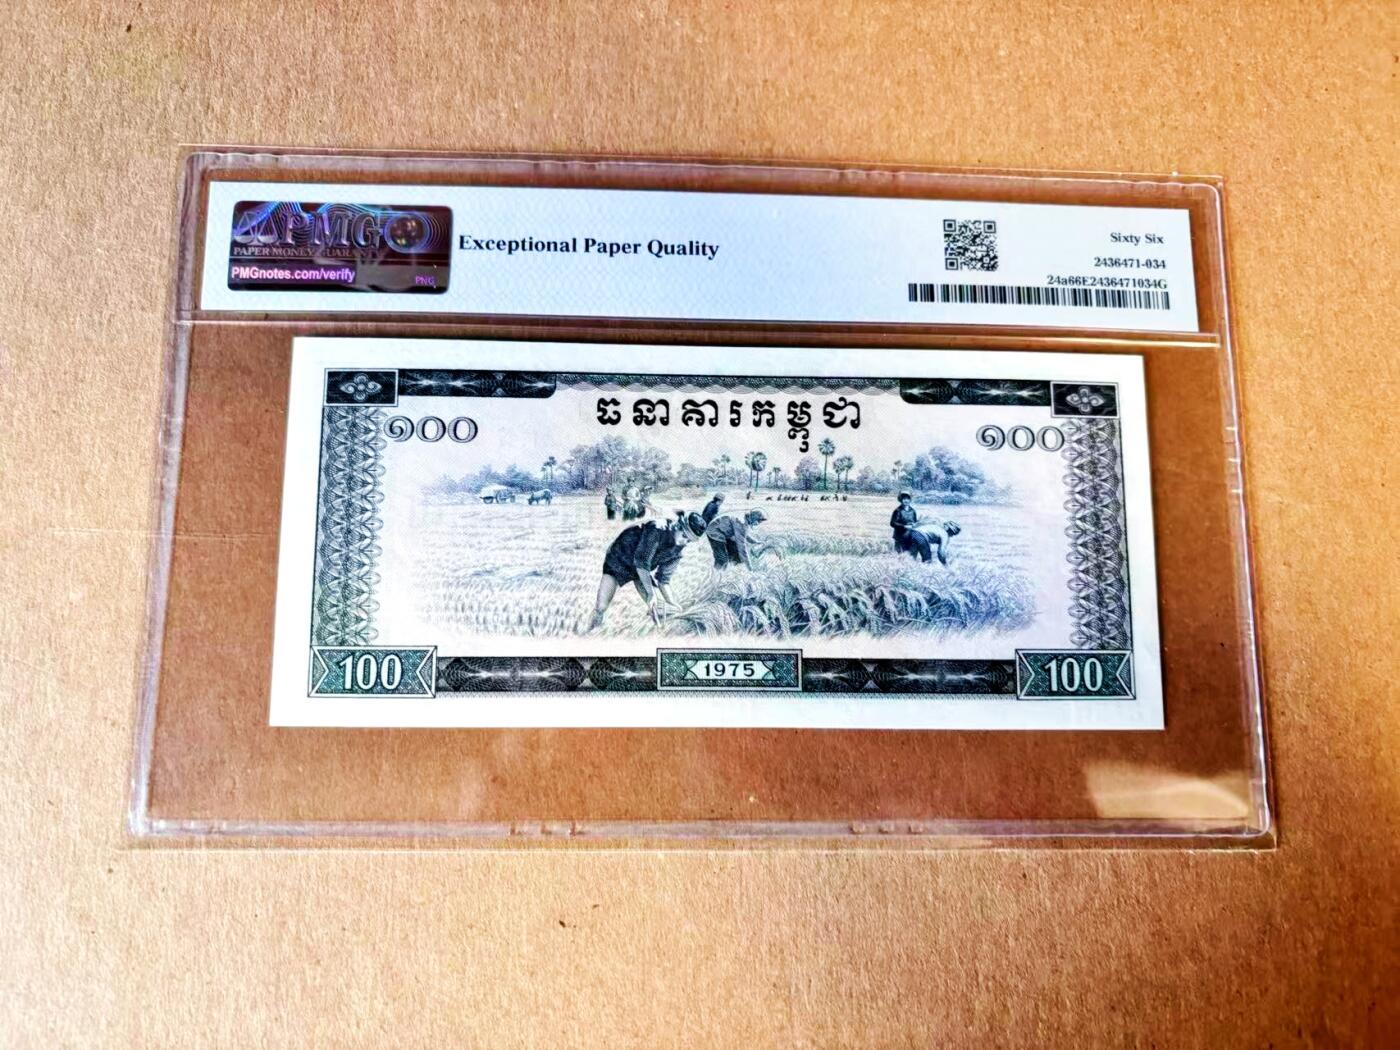 PMG
PAPER MONEY GUARANTY
PMGnotes.com/verify
PNG
Exceptional Paper Quality
Sixty Six
2436471-034
24a66E2436471034G
ធនាគារកម្ពុជា
១០០
១០០
100
1975
100